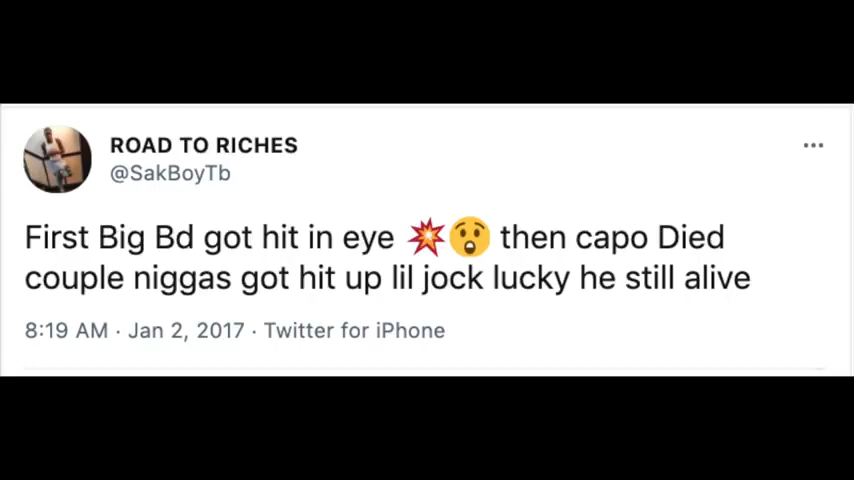 ROAD TO RICHES
@SakBoyTb
First Big Bd got hit in eye 💥😲 then capo Died
couple niggas got hit up lil jock lucky he still alive
8:19 AM · Jan 2, 2017 · Twitter for iPhone